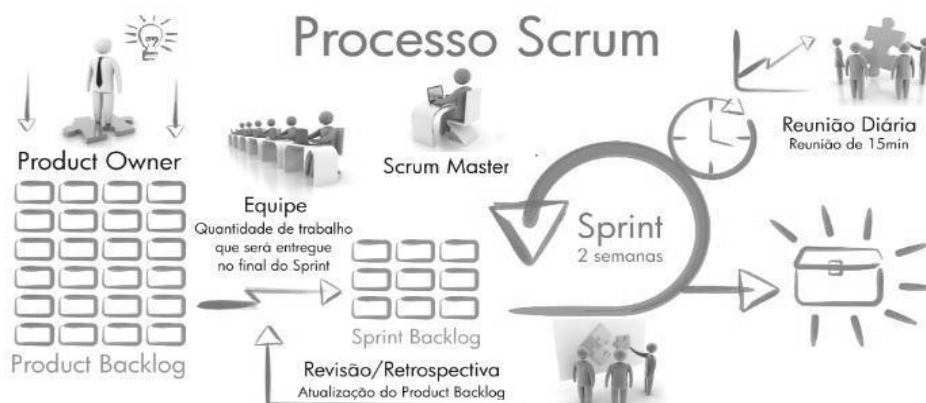 Processo Scrum
Product Owner
Product Backlog
Equipe
Quantidade de trabalho
que será entregue
no final do Sprint
Scrum Master
Sprint Backlog
Revisão/Retrospectiva
Atualização do Product Backlog
Sprint
2 semanas
Reunião Diária
Reunião de 15min